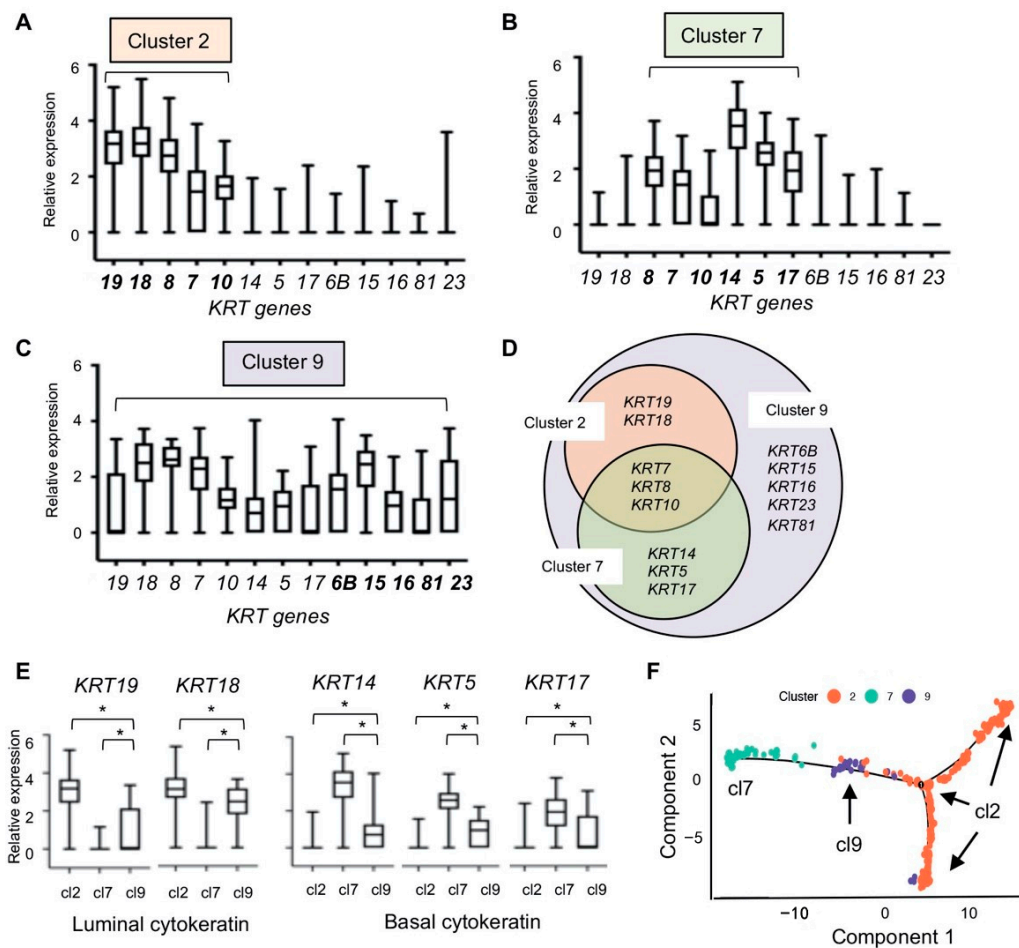 A
Cluster 2
6
4
2
0
Relative expression
19 18 8 7 10 14 5 17 6B 15 16 81 23
KRT genes
B
Cluster 7
6
4
2
0
Relative expression
19 18 8 7 10 14 5 17 6B 15 16 81 23
KRT genes
C
Cluster 9
6
4
2
0
Relative expression
19 18 8 7 10 14 5 17 6B 15 16 81 23
KRT genes
D
Cluster 2
KRT19
KRT18
Cluster 9
KRT7
KRT8
KRT10
KRT6B
KRT15
KRT16
KRT23
KRT81
Cluster 7
KRT14
KRT5
KRT17
E
KRT19 KRT18 KRT14 KRT5 KRT17
* * * * *
* * * * *
6
4
2
0
Relative expression
cl2 cl7 cl9 cl2 cl7 cl9 cl2 cl7 cl9 cl2 cl7 cl9 cl2 cl7 cl9
Luminal cytokeratin Basal cytokeratin
F
Cluster 2 7 9
5
0
−5
Component 2
cl7
cl9
cl2
1
−10 0 10
Component 1